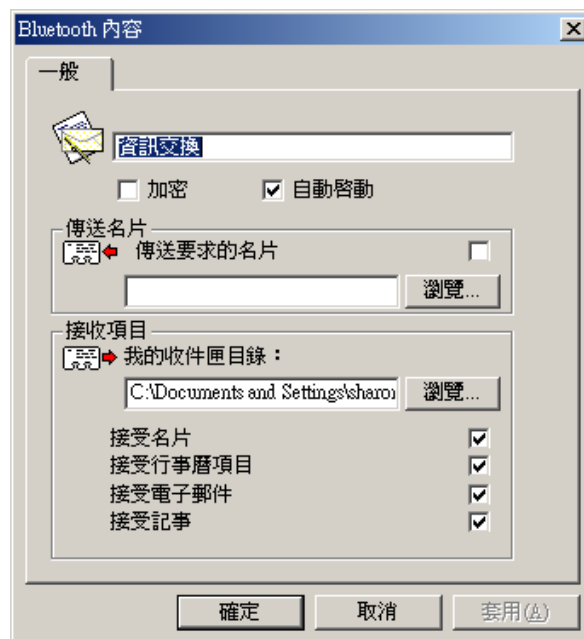 Bluetooth 內容
一般
資訊交換
加密 自動啓動
傳送名片
傳送要求的名片
瀏覽...
接收項目
我的收件匣目錄：
C:\Documents and Settings\sharon 瀏覽...
接受名片
接受行事曆項目
接受電子郵件
接受記事
確定 取消 套用(A)